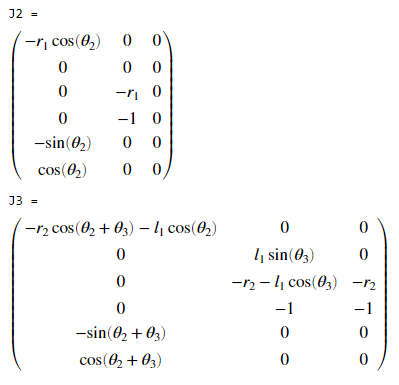 J2 =
−r₁ cos(θ₂) 0 0
0 0 0
0 −r₁ 0
0 −1 0
−sin(θ₂) 0 0
cos(θ₂) 0 0
J3 =
−r₂ cos(θ₂ + θ₃) − l₁ cos(θ₂) 0 0
0 l₁ sin(θ₃) 0
0 −r₂ − l₁ cos(θ₃) −r₂
0 −1 −1
−sin(θ₂ + θ₃) 0 0
cos(θ₂ + θ₃) 0 0